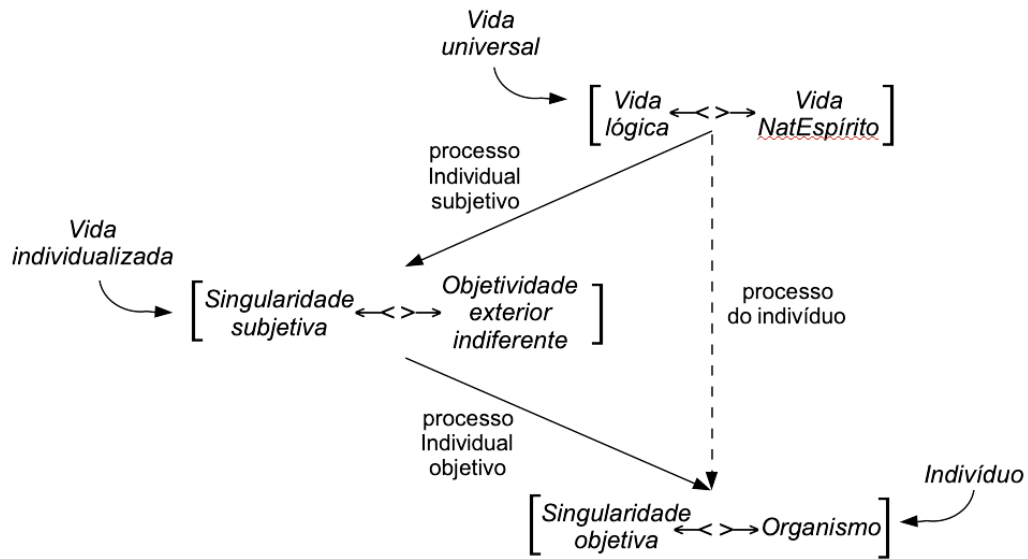 Vida
universal
[Vida
lógica
< >
Vida
NatEspírito]
processo
Individual
subjetivo
Vida
individualizada
[Singularidade
subjetiva
< >
Objetividade
exterior
indiferente]
processo
do indivíduo
processo
Individual
objetivo
Indivíduo
[Singularidade
objetiva
< >
Organismo]